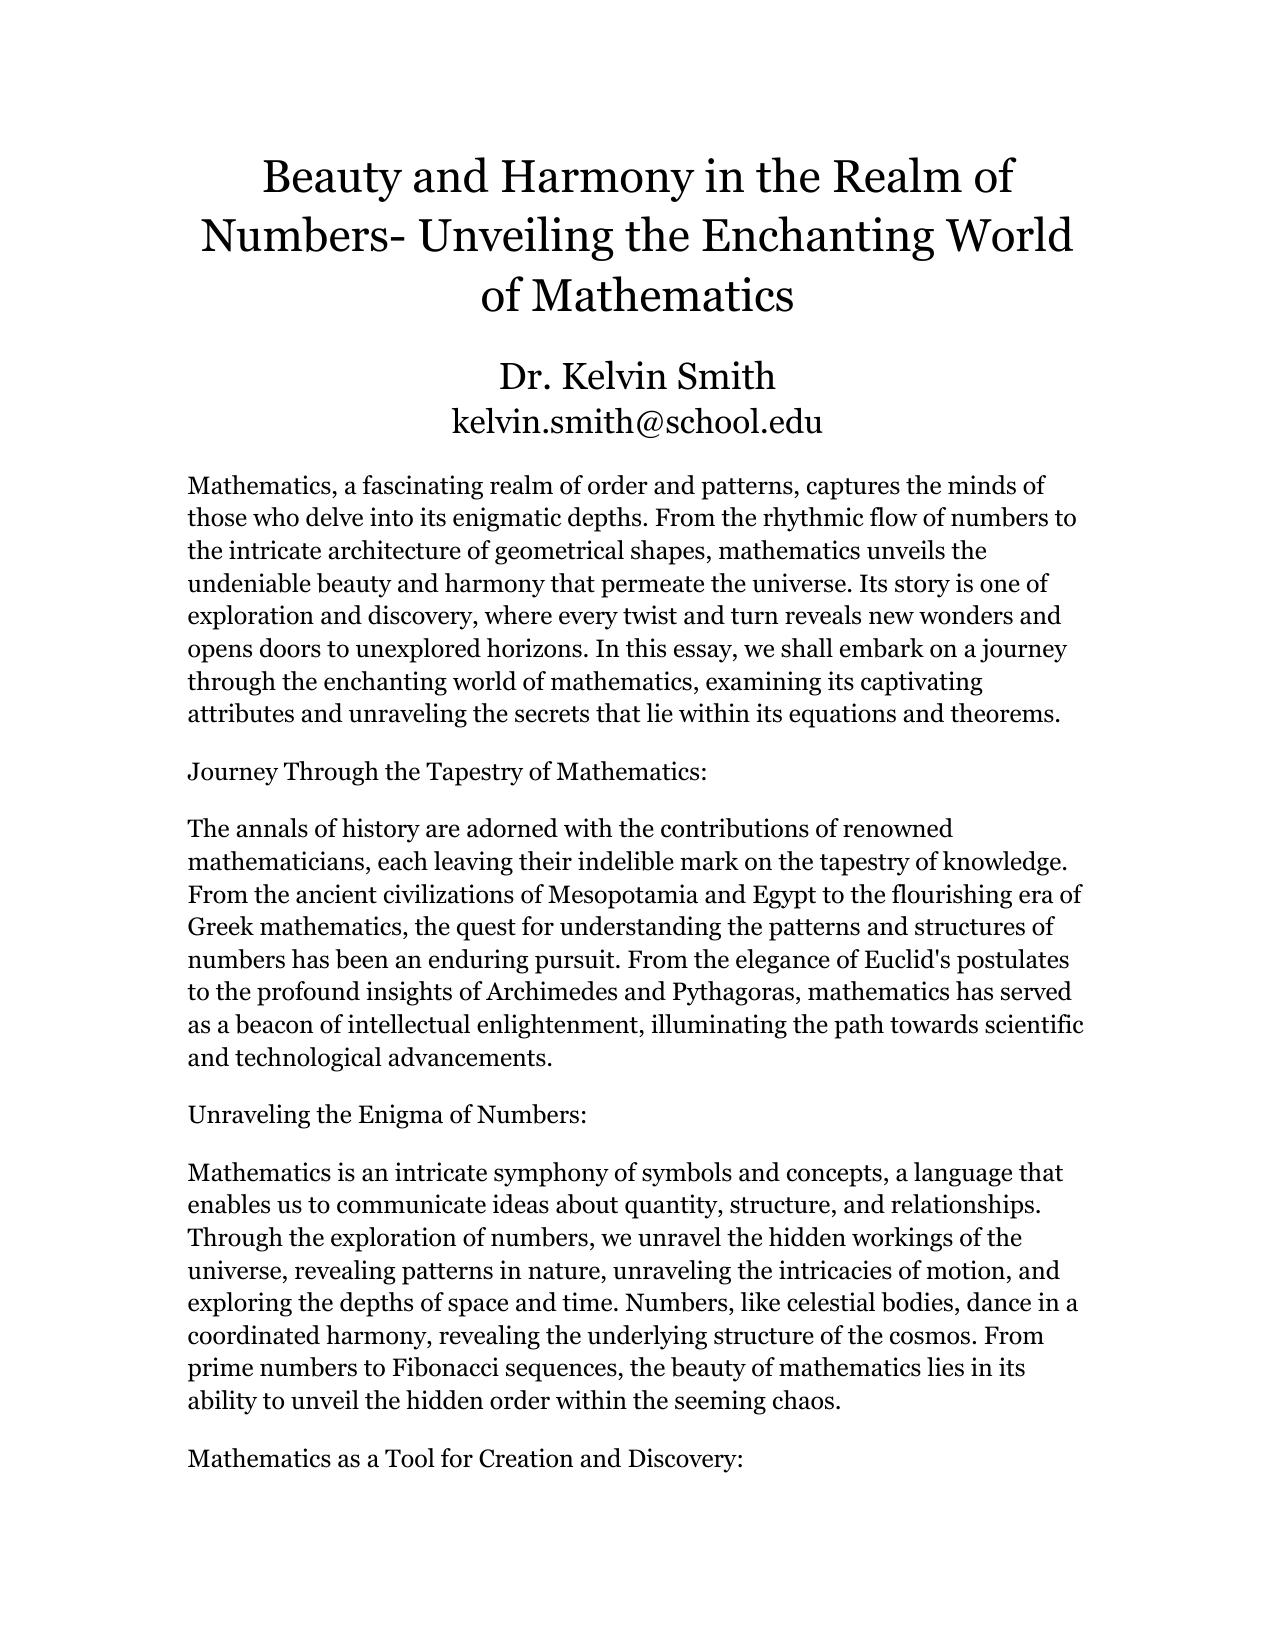 Beauty and Harmony in the Realm of
Numbers- Unveiling the Enchanting World
of Mathematics
Dr. Kelvin Smith
kelvin.smith@school.edu
Mathematics, a fascinating realm of order and patterns, captures the minds of
those who delve into its enigmatic depths. From the rhythmic flow of numbers to
the intricate architecture of geometrical shapes, mathematics unveils the
undeniable beauty and harmony that permeate the universe. Its story is one of
exploration and discovery, where every twist and turn reveals new wonders and
opens doors to unexplored horizons. In this essay, we shall embark on a journey
through the enchanting world of mathematics, examining its captivating
attributes and unraveling the secrets that lie within its equations and theorems.
Journey Through the Tapestry of Mathematics:
The annals of history are adorned with the contributions of renowned
mathematicians, each leaving their indelible mark on the tapestry of knowledge.
From the ancient civilizations of Mesopotamia and Egypt to the flourishing era of
Greek mathematics, the quest for understanding the patterns and structures of
numbers has been an enduring pursuit. From the elegance of Euclid's postulates
to the profound insights of Archimedes and Pythagoras, mathematics has served
as a beacon of intellectual enlightenment, illuminating the path towards scientific
and technological advancements.
Unraveling the Enigma of Numbers:
Mathematics is an intricate symphony of symbols and concepts, a language that
enables us to communicate ideas about quantity, structure, and relationships.
Through the exploration of numbers, we unravel the hidden workings of the
universe, revealing patterns in nature, unraveling the intricacies of motion, and
exploring the depths of space and time. Numbers, like celestial bodies, dance in a
coordinated harmony, revealing the underlying structure of the cosmos. From
prime numbers to Fibonacci sequences, the beauty of mathematics lies in its
ability to unveil the hidden order within the seeming chaos.
Mathematics as a Tool for Creation and Discovery: